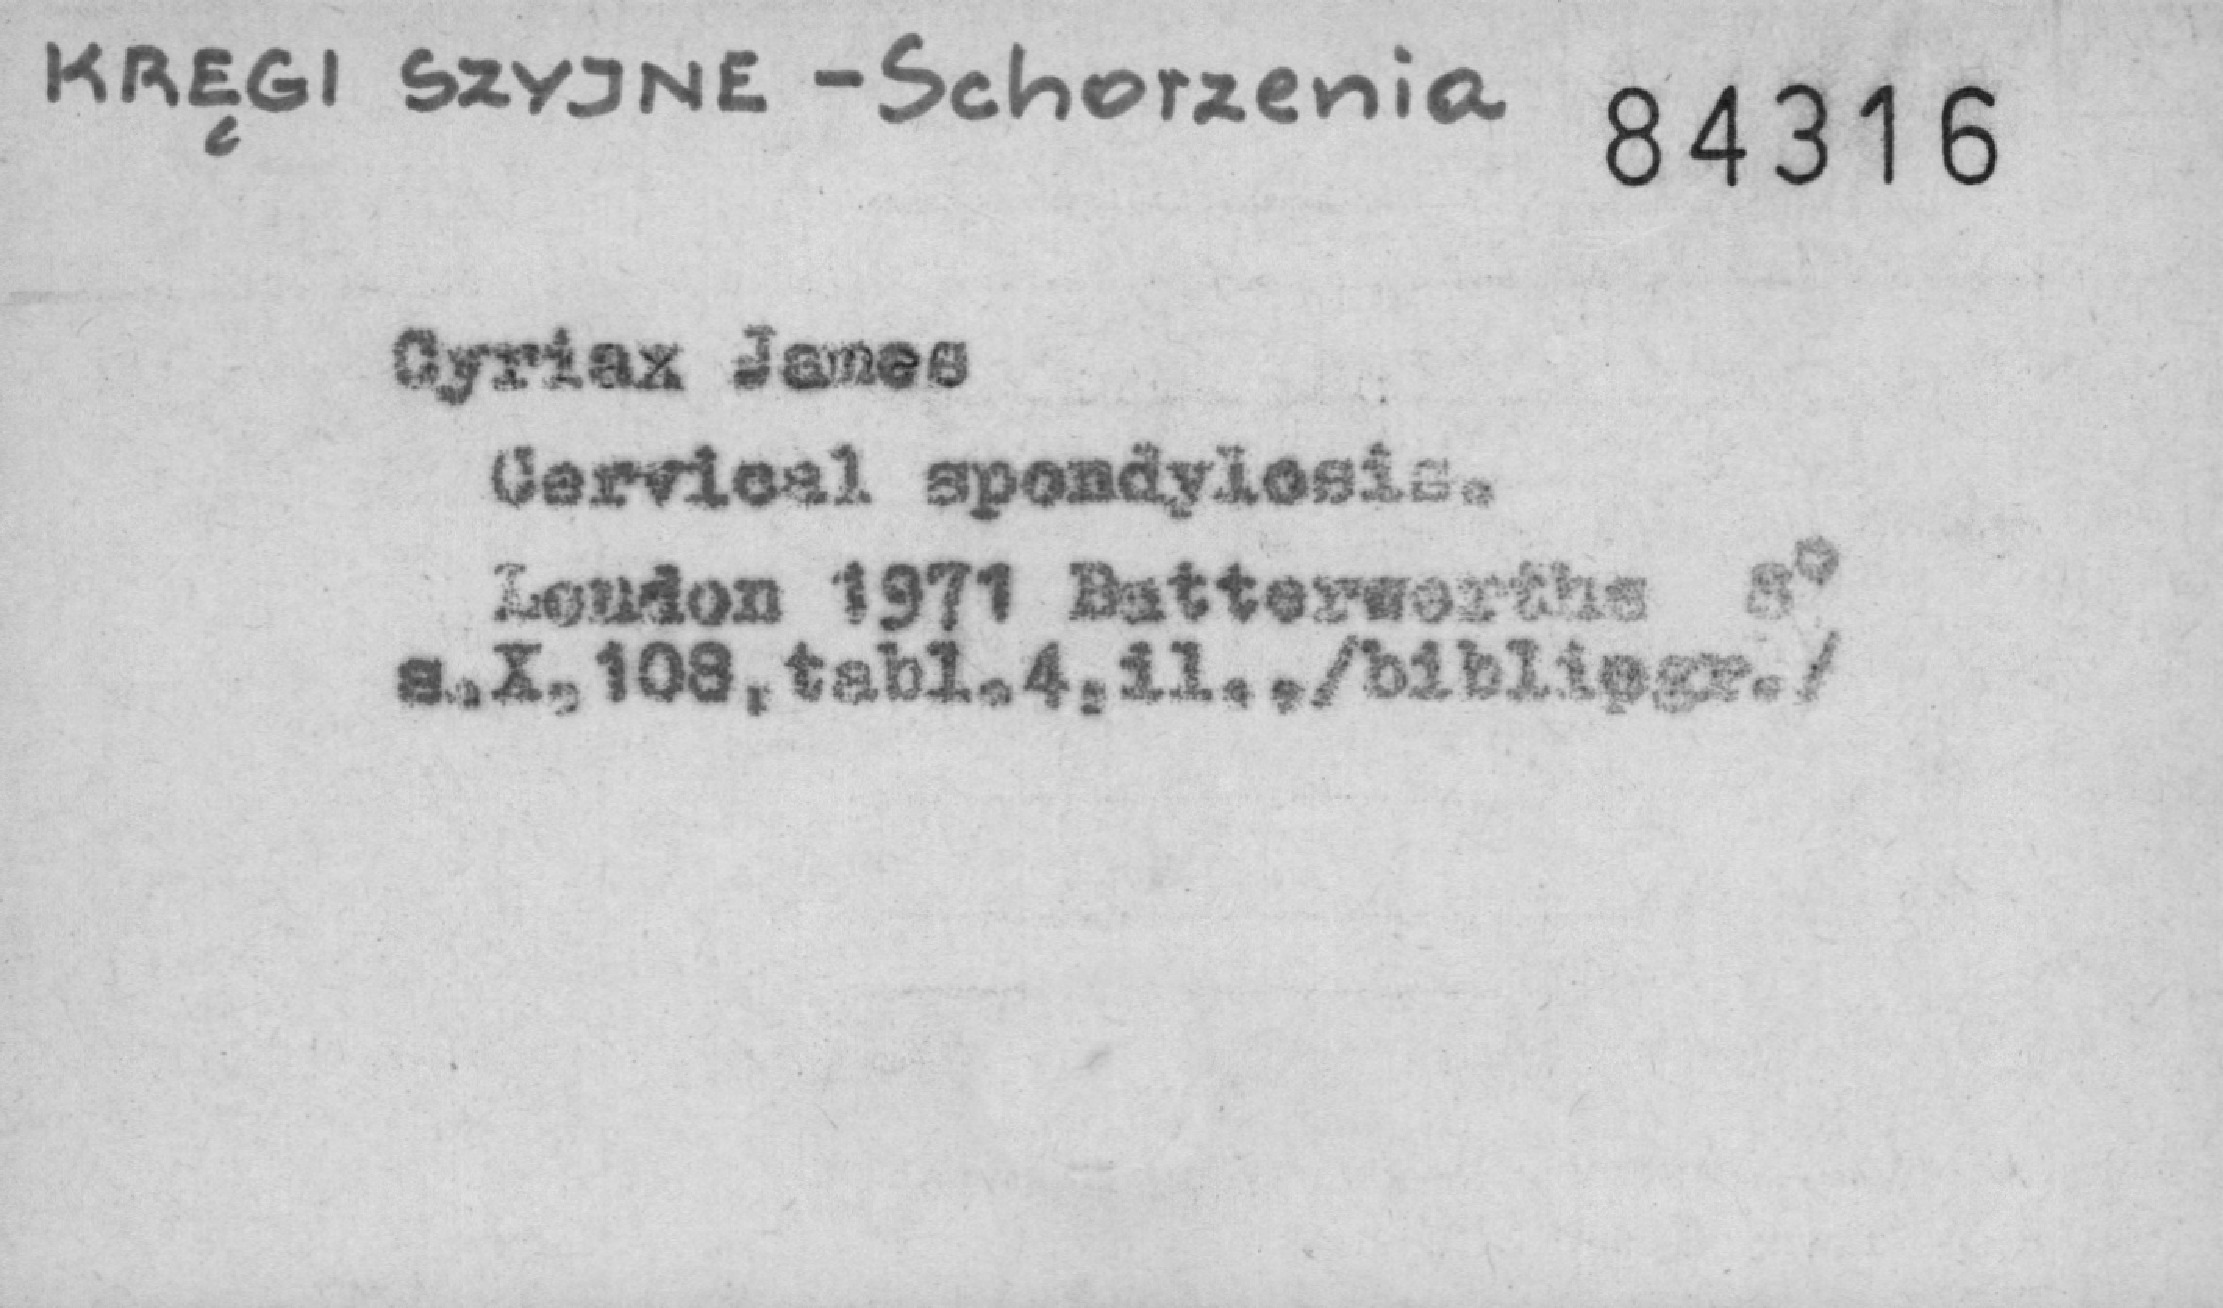 KRĘGI SZYJNE - Schorzenia 84316
Cyriax James
Cervical spondylosis.
London 1971 Butterworths 8°
s.X,108,tabl.4,il.,/bibliogr./